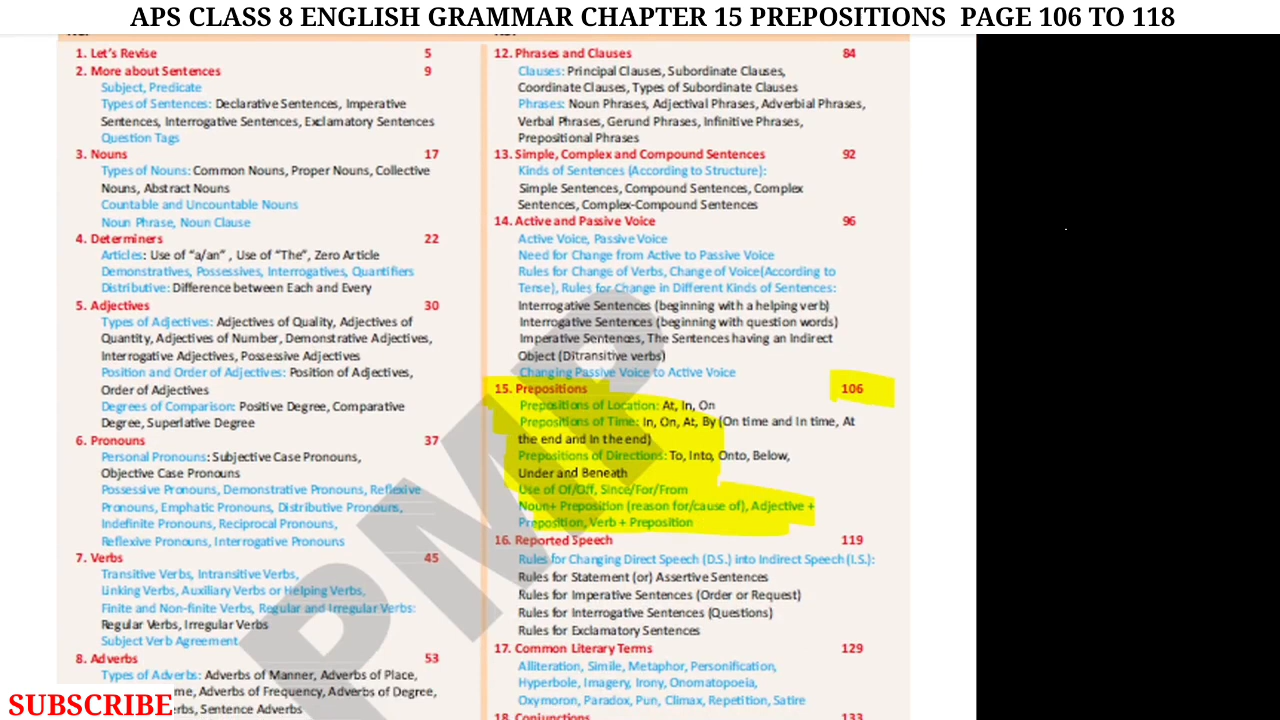 APS CLASS 8 ENGLISH GRAMMAR CHAPTER 15 PREPOSITIONS PAGE 106 TO 118
1. Let's Revise 5
2. More about Sentences 9
Subject, Predicate
Types of Sentences: Declarative Sentences, Imperative
Sentences, Interrogative Sentences, Exclamatory Sentences
Question Tags
3. Nouns 17
Types of Nouns: Common Nouns, Proper Nouns, Collective
Nouns, Abstract Nouns
Countable and Uncountable Nouns
Noun Phrase, Noun Clause
4. Determiners 22
Articles: Use of "a/an" , Use of "The", Zero Article
Demonstratives, Possessives, Interrogatives, Quantifiers
Distributive: Difference between Each and Every
5. Adjectives 30
Types of Adjectives: Adjectives of Quality, Adjectives of
Quantity, Adjectives of Number, Demonstrative Adjectives,
Interrogative Adjectives, Possessive Adjectives
Position and Order of Adjectives: Position of Adjectives,
Order of Adjectives
Degrees of Comparison: Positive Degree, Comparative
Degree, Superlative Degree
6. Pronouns 37
Personal Pronouns: Subjective Case Pronouns,
Objective Case Pronouns
Possessive Pronouns, Demonstrative Pronouns, Reflexive
Pronouns, Emphatic Pronouns, Distributive Pronouns,
Indefinite Pronouns, Reciprocal Pronouns,
Reflexive Pronouns, Interrogative Pronouns
7. Verbs 45
Transitive Verbs, Intransitive Verbs,
Linking Verbs, Auxiliary Verbs or Helping Verbs,
Finite and Non-finite Verbs, Regular and Irregular Verbs:
Regular Verbs, Irregular Verbs
Subject Verb Agreement
8. Adverbs 53
Types of Adverbs: Adverbs of Manner, Adverbs of Place,
me, Adverbs of Frequency, Adverbs of Degree,
erbs, Sentence Adverbs
12. Phrases and Clauses 84
Clauses: Principal Clauses, Subordinate Clauses,
Coordinate Clauses, Types of Subordinate Clauses
Phrases: Noun Phrases, Adjectival Phrases, Adverbial Phrases,
Verbal Phrases, Gerund Phrases, Infinitive Phrases,
Prepositional Phrases
13. Simple, Complex and Compound Sentences 92
Kinds of Sentences (According to Structure):
Simple Sentences, Compound Sentences, Complex
Sentences, Complex-Compound Sentences
14. Active and Passive Voice 96
Active Voice, Passive Voice
Need for Change from Active to Passive Voice
Rules for Change of Verbs, Change of Voice(According to
Tense), Rules for Change in Different Kinds of Sentences:
Interrogative Sentences (beginning with a helping verb)
Interrogative Sentences (beginning with question words)
Imperative Sentences, The Sentences having an Indirect
Object (Ditransitive verbs)
Changing Passive Voice to Active Voice
15. Prepositions 106
Prepositions of Location: At, In, On
Prepositions of Time: In, On, At, By (On time and In time, At
the end and In the end)
Prepositions of Directions: To, Into, Onto, Below,
Under and Beneath
Use of Of/Off, Since/For/From
Noun+ Preposition (reason for/cause of), Adjective +
Preposition, Verb + Preposition
16. Reported Speech 119
Rules for Changing Direct Speech (D.S.) into Indirect Speech (I.S.):
Rules for Statement (or) Assertive Sentences
Rules for Imperative Sentences (Order or Request)
Rules for Interrogative Sentences (Questions)
Rules for Exclamatory Sentences
17. Common Literary Terms 129
Alliteration, Simile, Metaphor, Personification,
Hyperbole, Imagery, Irony, Onomatopoeia,
Oxymoron, Paradox, Pun, Climax, Repetition, Satire
18. Conjunctions 133
PMP
SUBSCRIBE